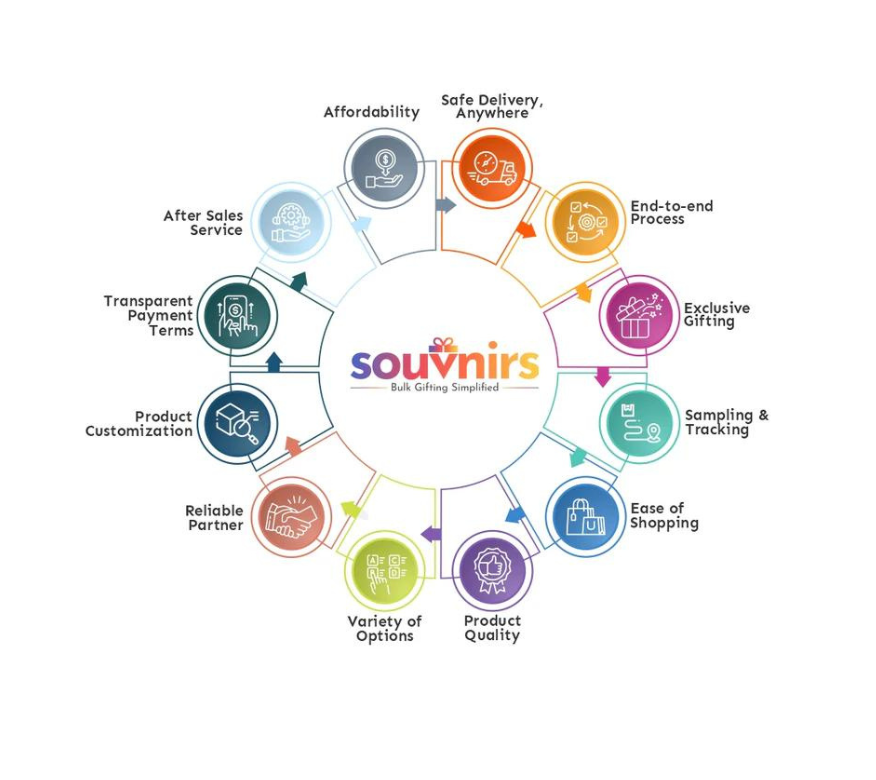 Affordability
Safe Delivery,
Anywhere
After Sales
Service
End-to-end
Process
Transparent
Payment
Terms
Exclusive
Gifting
souvnirs
Bulk Gifting Simplified
Product
Customization
Sampling &
Tracking
Reliable
Partner
Ease of
Shopping
Variety of
Options
Product
Quality
A
C
B
D